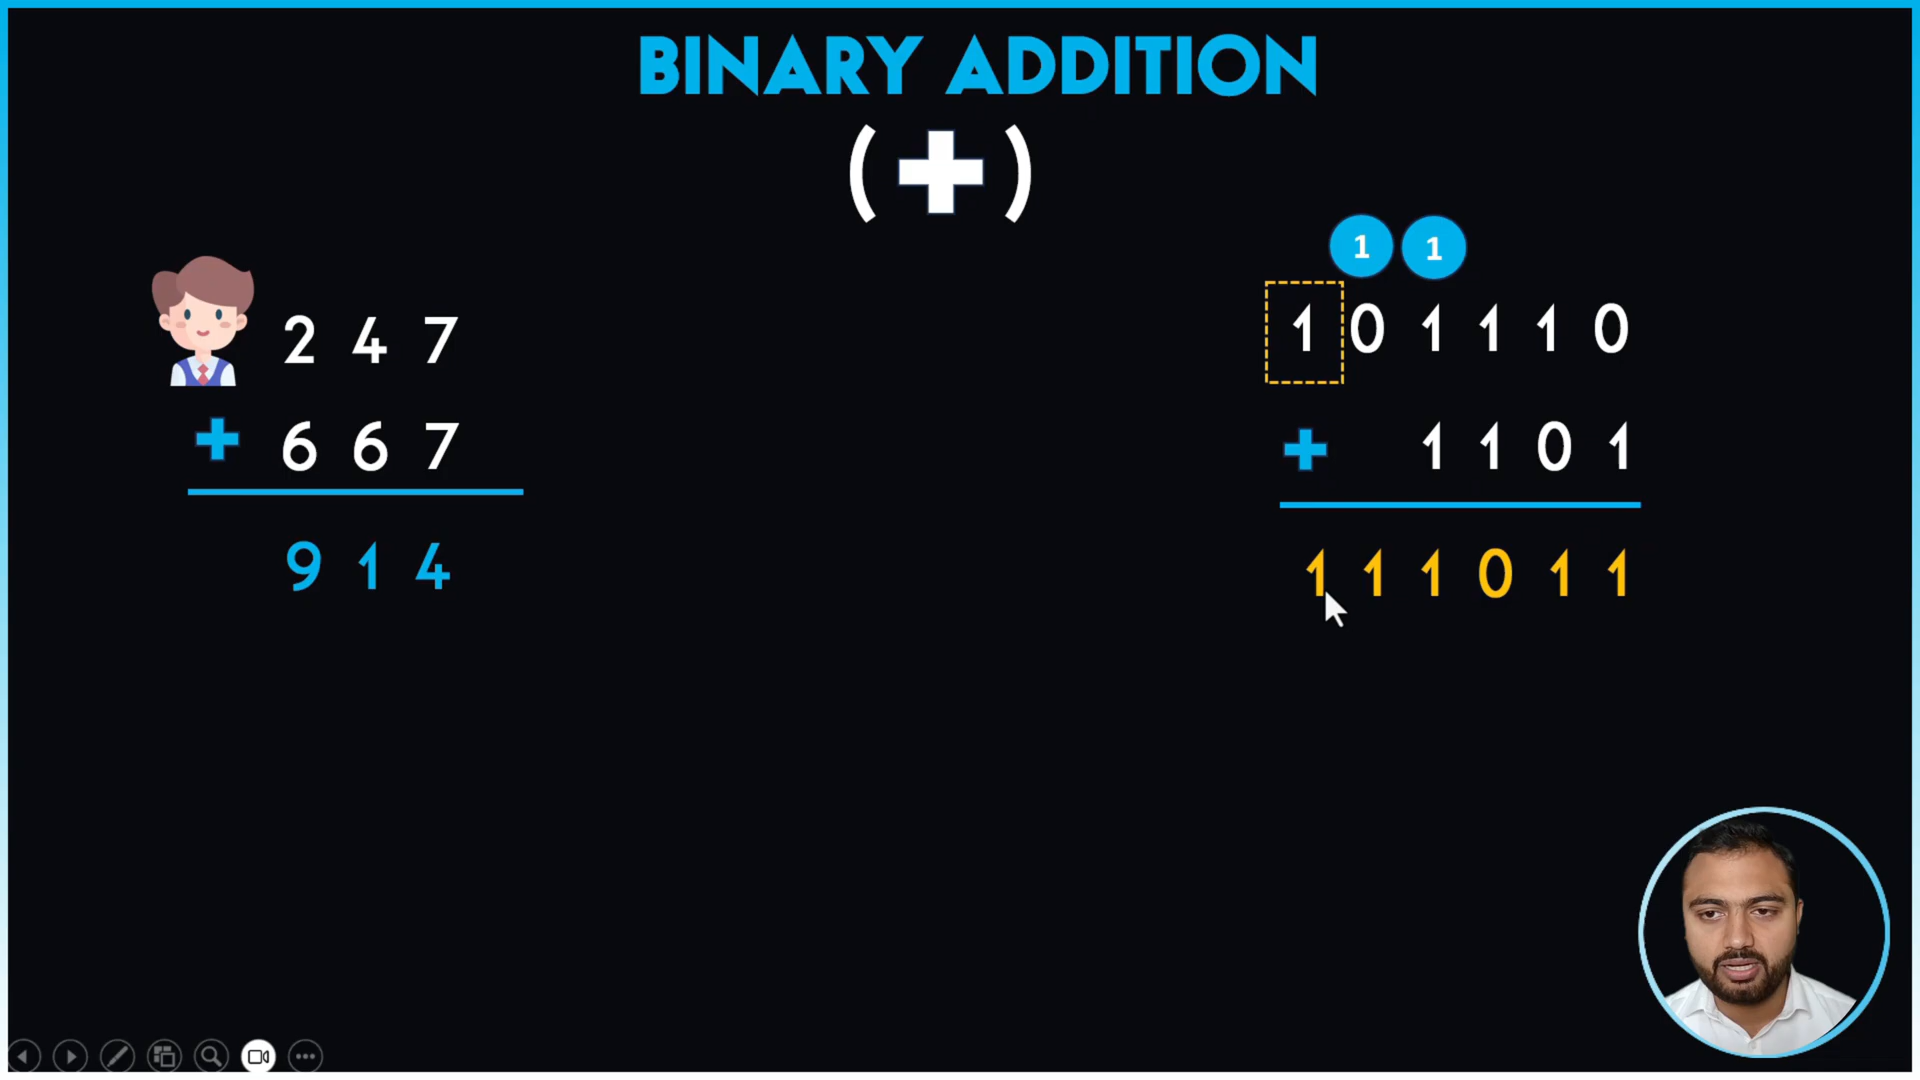 BINARY ADDITION
(+)
2 4 7
+ 6 6 7
9 1 4
1 1
1 0 1 1 1 0
+ 1 1 0 1
1 1 1 0 1 1